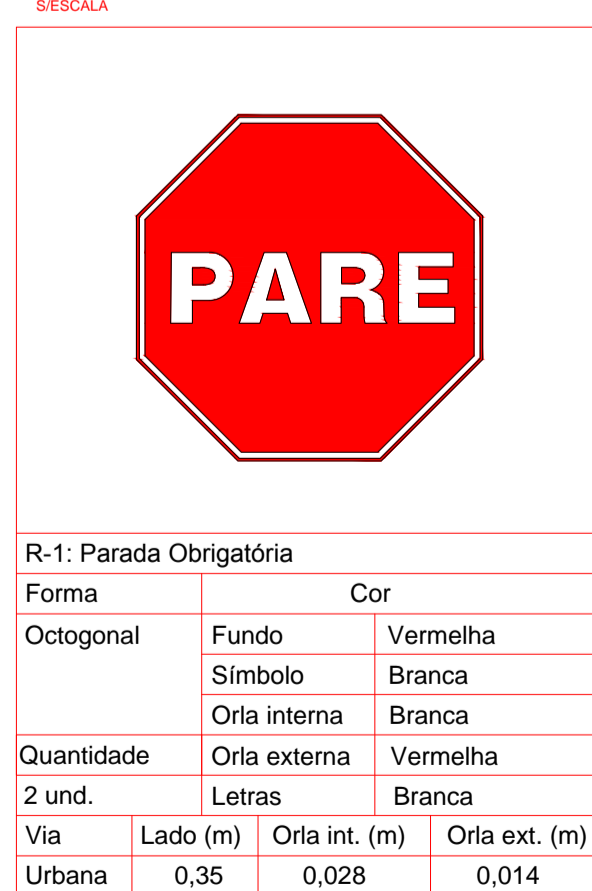 S/ESCALA
PARE
R-1: Parada Obrigatória
Forma Cor
Octogonal Fundo Vermelha
Símbolo Branca
Orla interna Branca
Quantidade Orla externa Vermelha
2 und. Letras Branca
Via Lado (m) Orla int. (m) Orla ext. (m)
Urbana 0,35 0,028 0,014